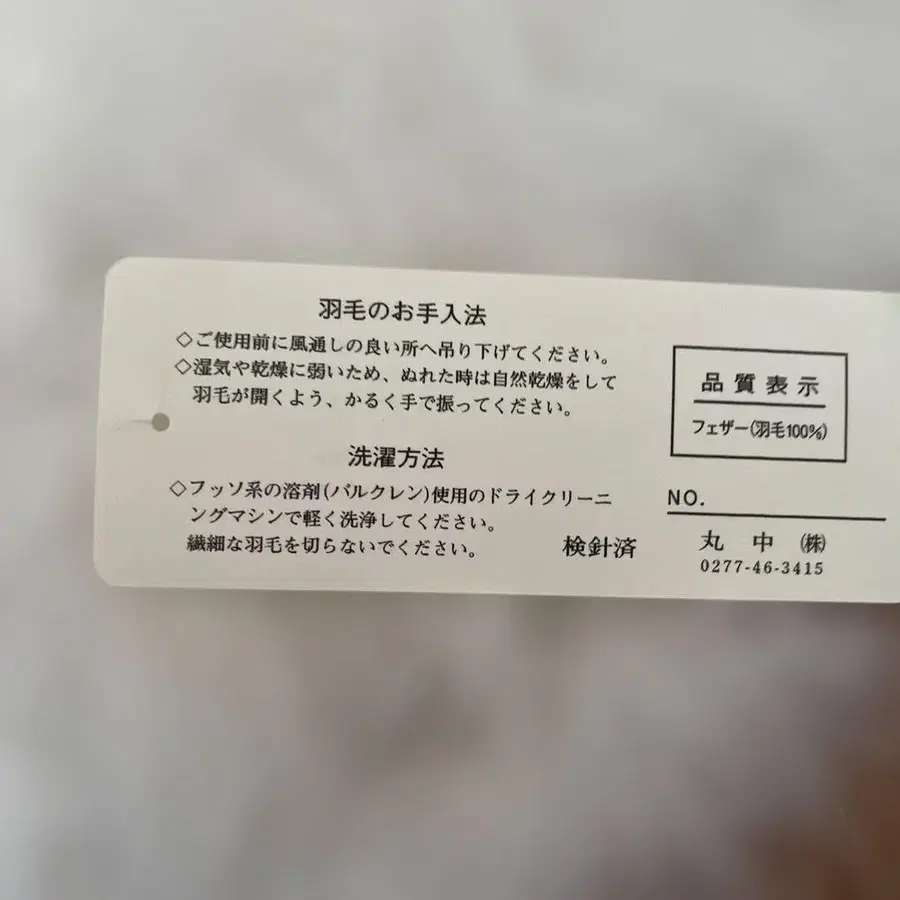 羽毛のお手入法
◇ご使用前に風通しの良い所へ吊り下げてください。
◇湿気や乾燥に弱いため、ぬれた時は自然乾燥をして
羽毛が開くよう、かるく手で振ってください。
洗濯方法
◇フッソ系の溶剤(バルクレン)使用のドライクリーニ
ングマシンで軽く洗浄してください。
繊細な羽毛を切らないでください。
検針済
品質表示
フェザー(羽毛100%)
NO.
丸中㈱
0277-46-3415